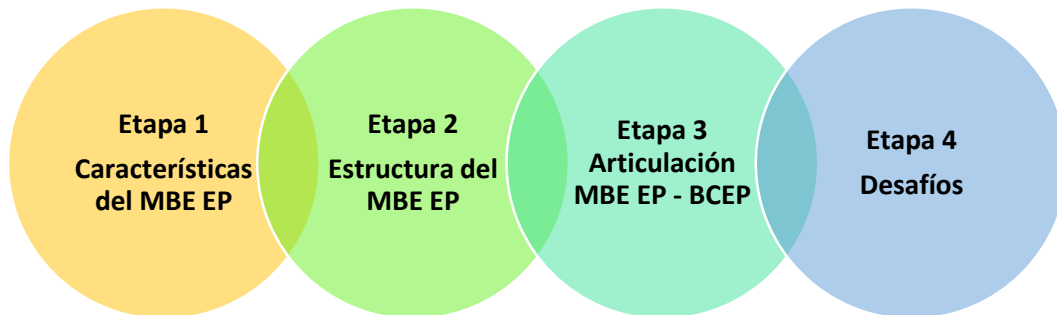 Etapa 1
Características
del MBE EP
Etapa 2
Estructura del
MBE EP
Etapa 3
Articulación
MBE EP - BCEP
Etapa 4
Desafíos